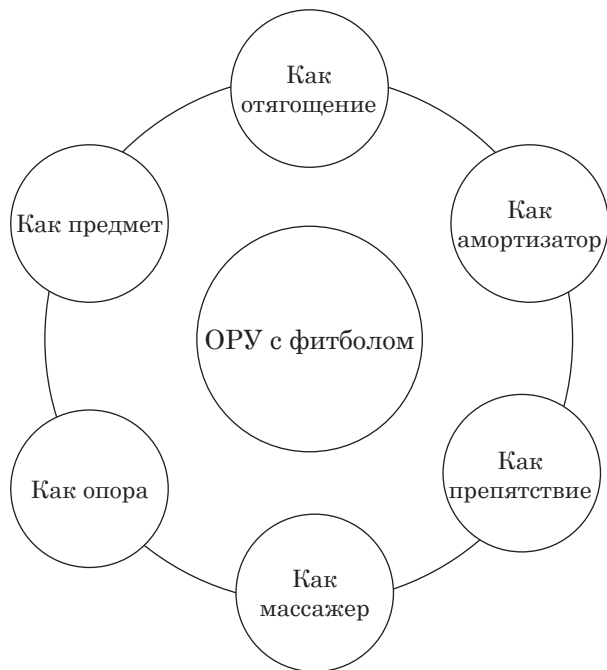 Как
отягощение
Как
амортизатор
Как
препятствие
Как
массажер
Как опора
Как предмет
ОРУ с фитболом